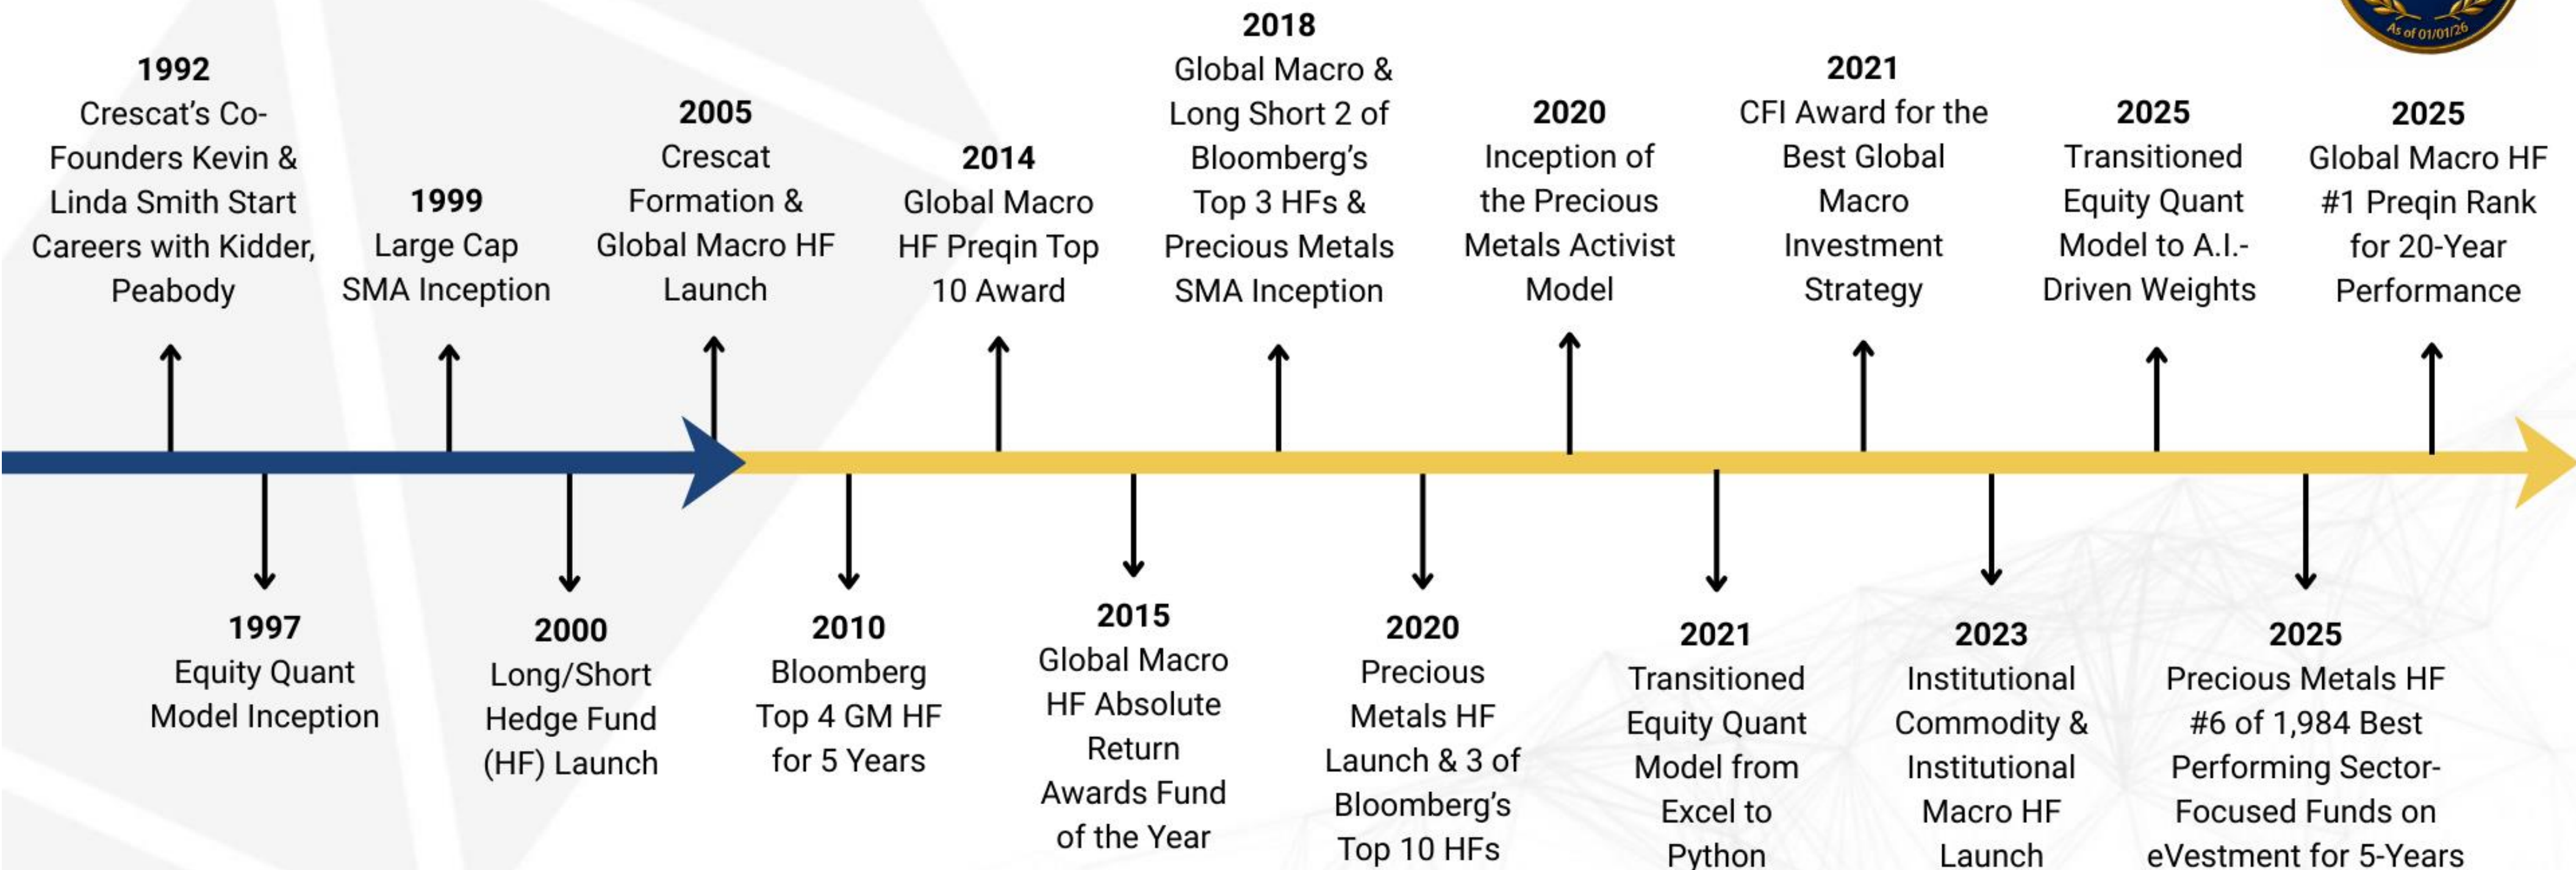 As of 01/01/26
1992
Crescat's Co-
Founders Kevin &
Linda Smith Start
Careers with Kidder,
Peabody
1999
Large Cap
SMA Inception
2005
Crescat
Formation &
Global Macro HF
Launch
2014
Global Macro
HF Preqin Top
10 Award
2018
Global Macro &
Long Short 2 of
Bloomberg's
Top 3 HFs &
Precious Metals
SMA Inception
2020
Inception of
the Precious
Metals Activist
Model
2021
CFI Award for the
Best Global
Macro
Investment
Strategy
2025
Transitioned
Equity Quant
Model to A.I.-
Driven Weights
2025
Global Macro HF
#1 Preqin Rank
for 20-Year
Performance
1997
Equity Quant
Model Inception
2000
Long/Short
Hedge Fund
(HF) Launch
2010
Bloomberg
Top 4 GM HF
for 5 Years
2015
Global Macro
HF Absolute
Return
Awards Fund
of the Year
2020
Precious
Metals HF
Launch & 3 of
Bloomberg's
Top 10 HFs
2021
Transitioned
Equity Quant
Model from
Excel to
Python
2023
Institutional
Commodity &
Institutional
Macro HF
Launch
2025
Precious Metals HF
#6 of 1,984 Best
Performing Sector-
Focused Funds on
eVestment for 5-Years